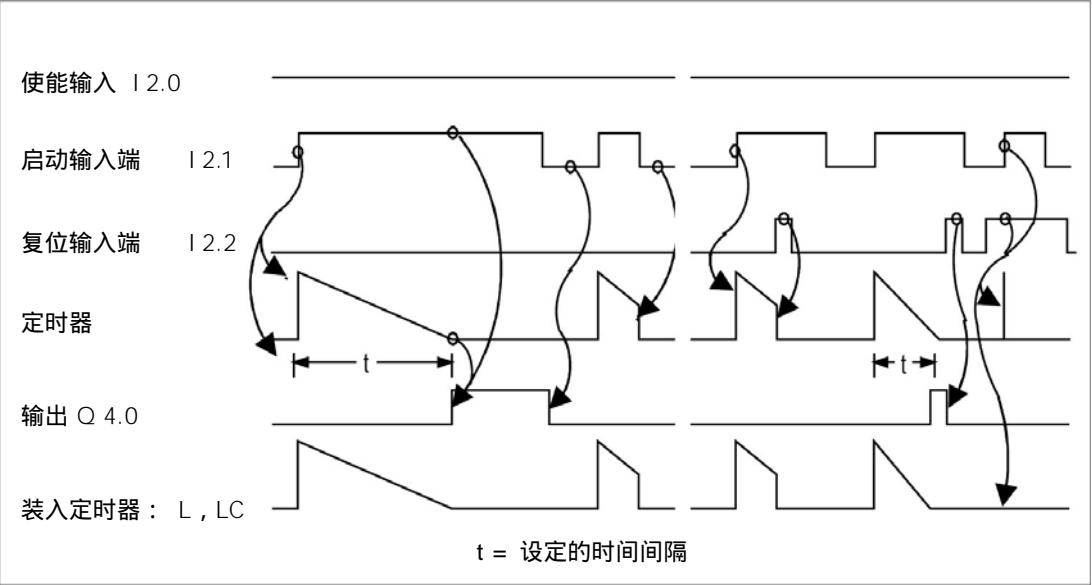 使能输入 I 2.0
启动输入端 I 2.1
复位输入端 I 2.2
定时器
t
t
输出 Q 4.0
装入定时器： L , LC
t = 设定的时间间隔